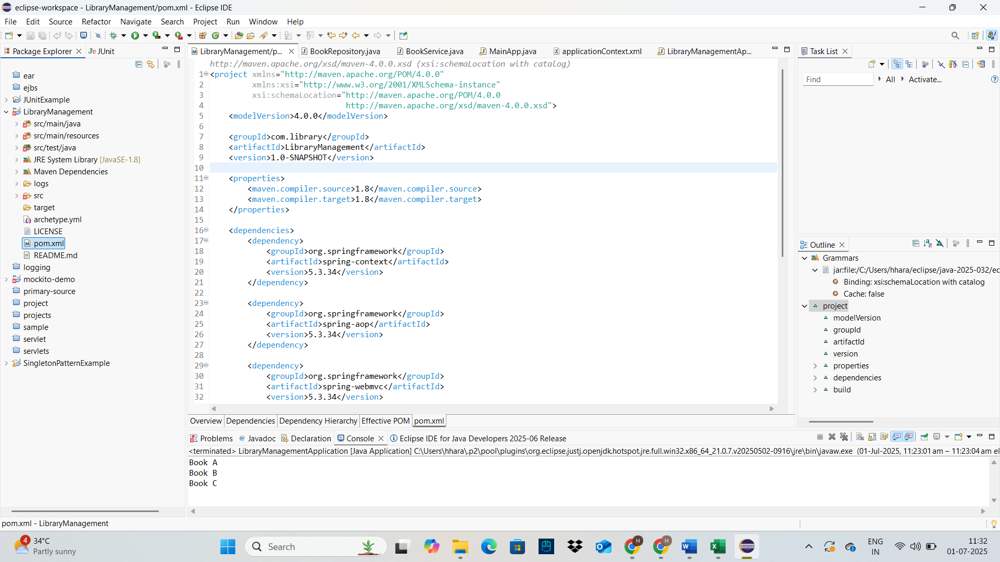 eclipse-workspace - LibraryManagement/pom.xml - Eclipse IDE
File Edit Source Refactor Navigate Search Project Run Window Help
Package Explorer
JUnit
ear
ejbs
JUnitExample
LibraryManagement
src/main/java
src/main/resources
src/test/java
JRE System Library [JavaSE-1.8]
Maven Dependencies
logs
src
target
archetype.yml
LICENSE
pom.xml
README.md
logging
mockito-demo
primary-source
project
projects
sample
servlet
servlets
SingletonPatternExample
LibraryManagement/p... BookRepository.java BookService.java MainApp.java applicationContext.xml LibraryManagementAp...
http://maven.apache.org/xsd/maven-4.0.0.xsd (xsi:schemaLocation with catalog)
1 <project xmlns="http://maven.apache.org/POM/4.0.0"
2 xmlns:xsi="http://www.w3.org/2001/XMLSchema-instance"
3 xsi:schemaLocation="http://maven.apache.org/POM/4.0.0
4 http://maven.apache.org/xsd/maven-4.0.0.xsd">
5 <modelVersion>4.0.0</modelVersion>
6
7 <groupId>com.library</groupId>
8 <artifactId>LibraryManagement</artifactId>
9 <version>1.0-SNAPSHOT</version>
10
11 <properties>
12 <maven.compiler.source>1.8</maven.compiler.source>
13 <maven.compiler.target>1.8</maven.compiler.target>
14 </properties>
15
16 <dependencies>
17 <dependency>
18 <groupId>org.springframework</groupId>
19 <artifactId>spring-context</artifactId>
20 <version>5.3.34</version>
21 </dependency>
22
23 <dependency>
24 <groupId>org.springframework</groupId>
25 <artifactId>spring-aop</artifactId>
26 <version>5.3.34</version>
27 </dependency>
28
29 <dependency>
30 <groupId>org.springframework</groupId>
31 <artifactId>spring-webmvc</artifactId>
32 <version>5.3.34</version>
Overview Dependencies Dependency Hierarchy Effective POM pom.xml
Task List
Find All Activate...
Outline
Grammars
jar:file:/C:/Users/hhara/eclipse/java-2025-032/ec
Binding: xsi:schemaLocation with catalog
Cache: false
project
modelVersion
groupId
artifactId
version
properties
dependencies
build
Problems @ Javadoc Declaration Console Eclipse IDE for Java Developers 2025-06 Release
<terminated> LibraryManagementApplication [Java Application] C:\Users\hhara\.p2\pool\plugins\org.eclipse.justj.openjdk.hotspot.jre.full.win32.x86_64_21.0.7.v20250502-0916\jre\bin\javaw.exe (01-Jul-2025, 11:23:01 am – 11:23:04 am el
Book A
Book B
Book C
pom.xml - LibraryManagement
4
34°C
Partly sunny
Search
H
H
ENG
IN
11:32
01-07-2025